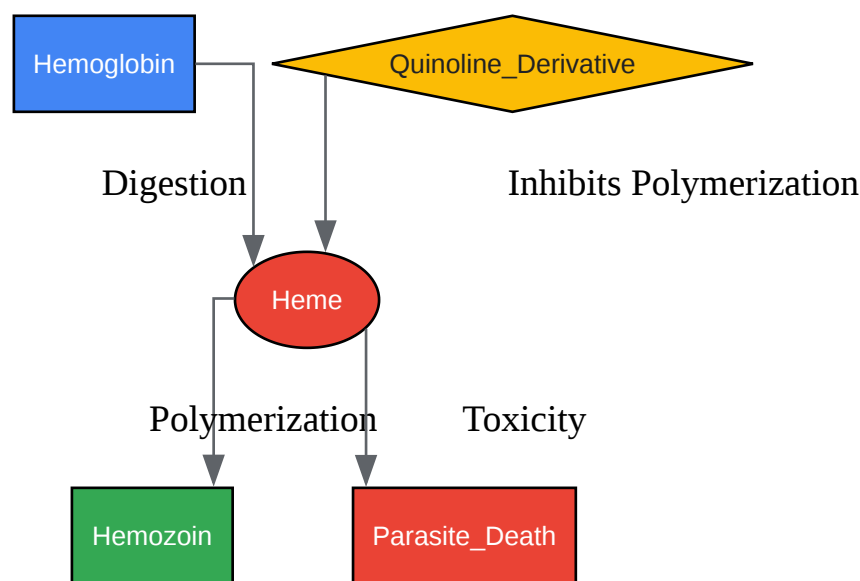 Hemoglobin
Quinoline_Derivative
Digestion
Inhibits Polymerization
Heme
Polymerization
Toxicity
Hemozoin
Parasite_Death